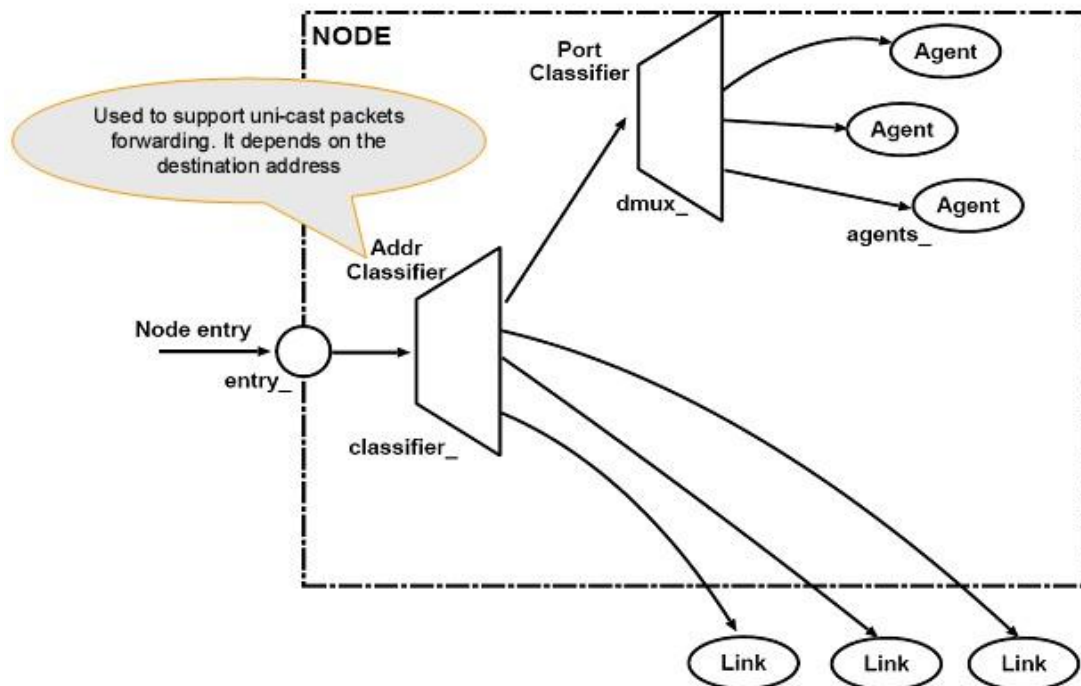 NODE
Port
Classifier
Agent
Agent
Agent
dmux_
agents_
Used to support uni-cast packets
forwarding. It depends on the
destination address
Addr
Classifier
Node entry
entry_
classifier_
Link
Link
Link